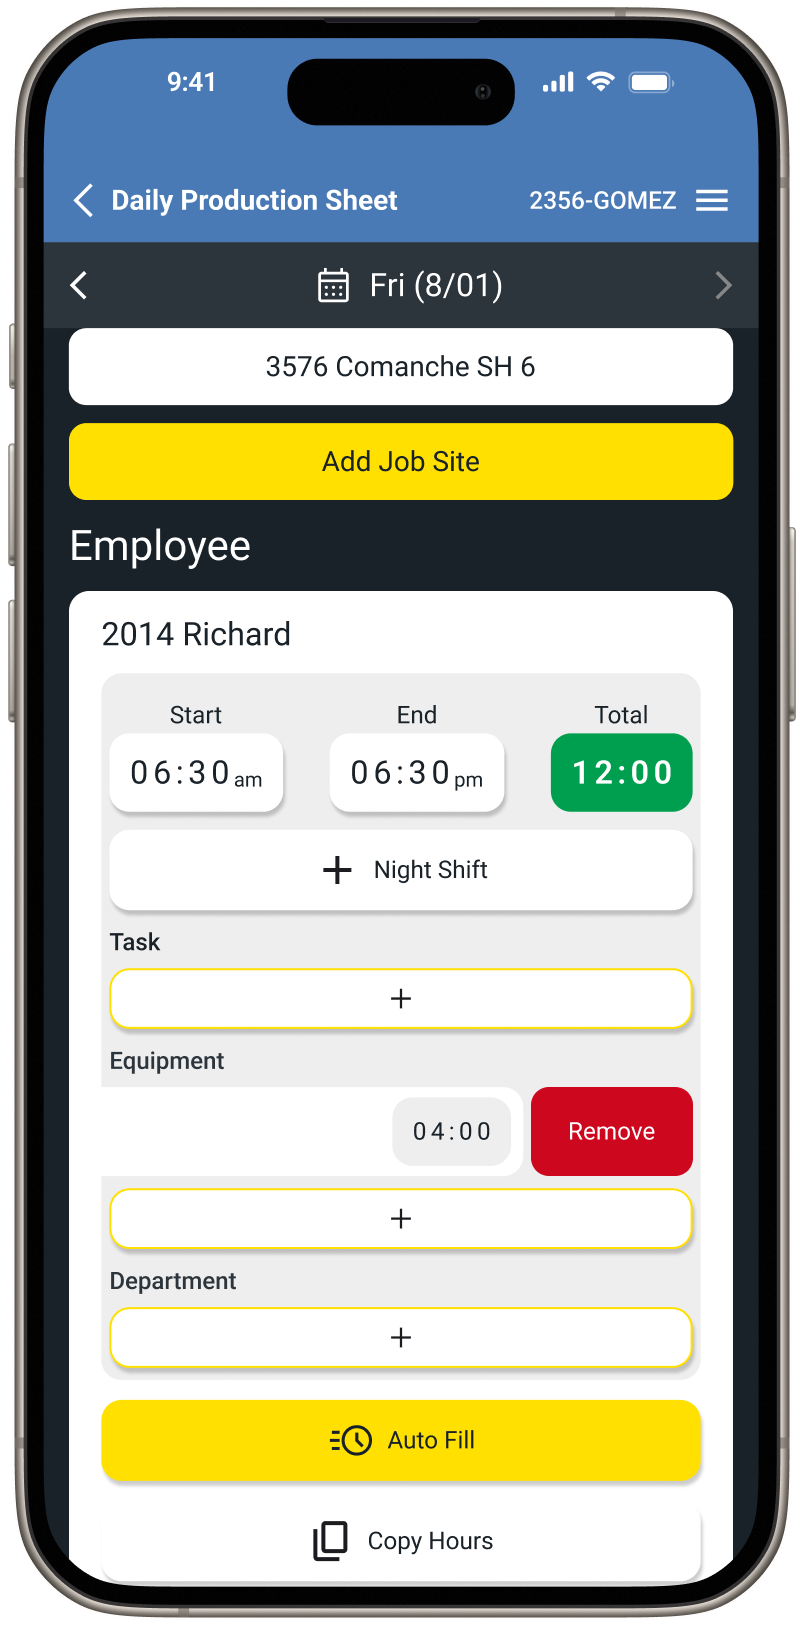 9:41
Daily Production Sheet 2356-GOMEZ
Fri (8/01)
3576 Comanche SH 6
Add Job Site
Employee
2014 Richard
Start End Total
06:30 am 06:30 pm 12:00
Night Shift
Task
+
Equipment
04:00 Remove
+
Department
+
Auto Fill
Copy Hours